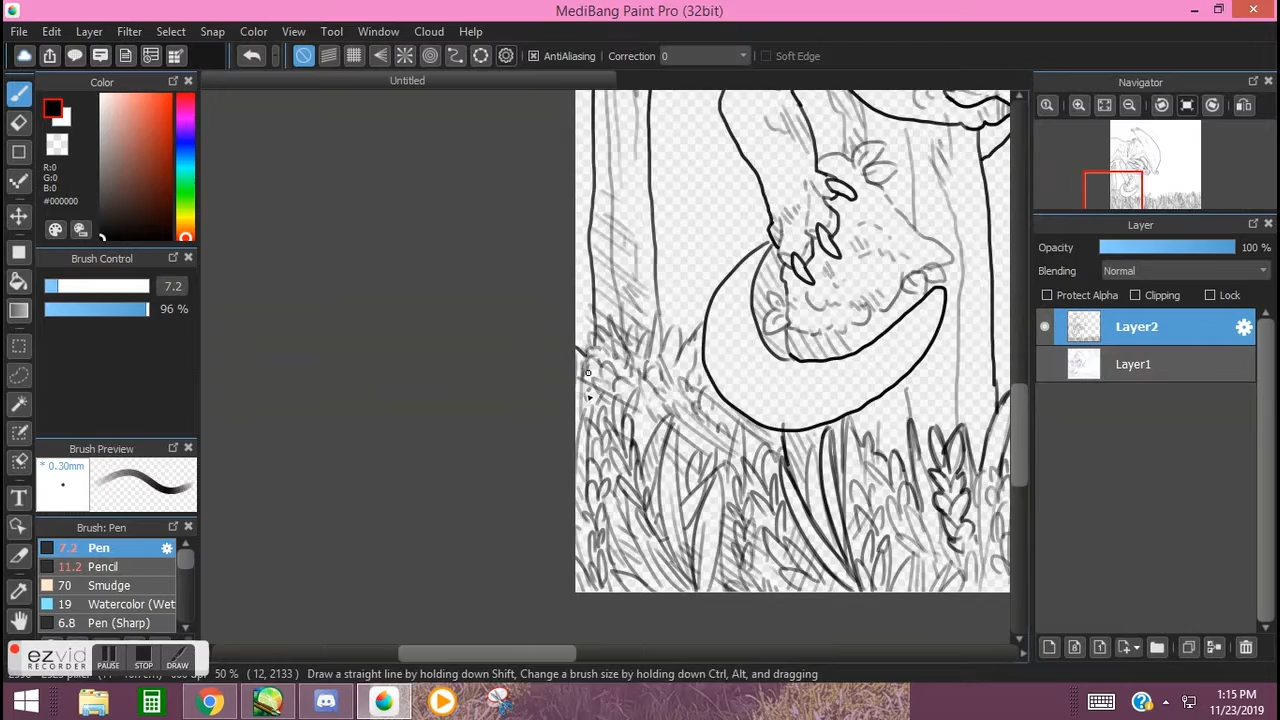 MediBang Paint Pro (32bit)
File Edit Layer Filter Select Snap Color View Tool Window Cloud Help
AntiAliasing Correction 0 Soft Edge
Color Untitled Navigator
R:0
G:0
B:0
#000000
Layer
Opacity 100 %
Brush Control
Blending Normal
7.2
Protect Alpha Clipping Lock
96 %
Layer2
Layer1
Brush Preview
* 0.30mm
T
Brush: Pen
7.2 Pen
11.2 Pencil
70 Smudge
19 Watercolor (Wet
6.8 Pen (Sharp)
ezvid
RECORDER
PAUSE STOP DRAW
50 % ( 12, 2133) Draw a straight line by holding down Shift, Change a brush size by holding down Ctrl, Alt, and dragging
1:15 PM
11/23/2019